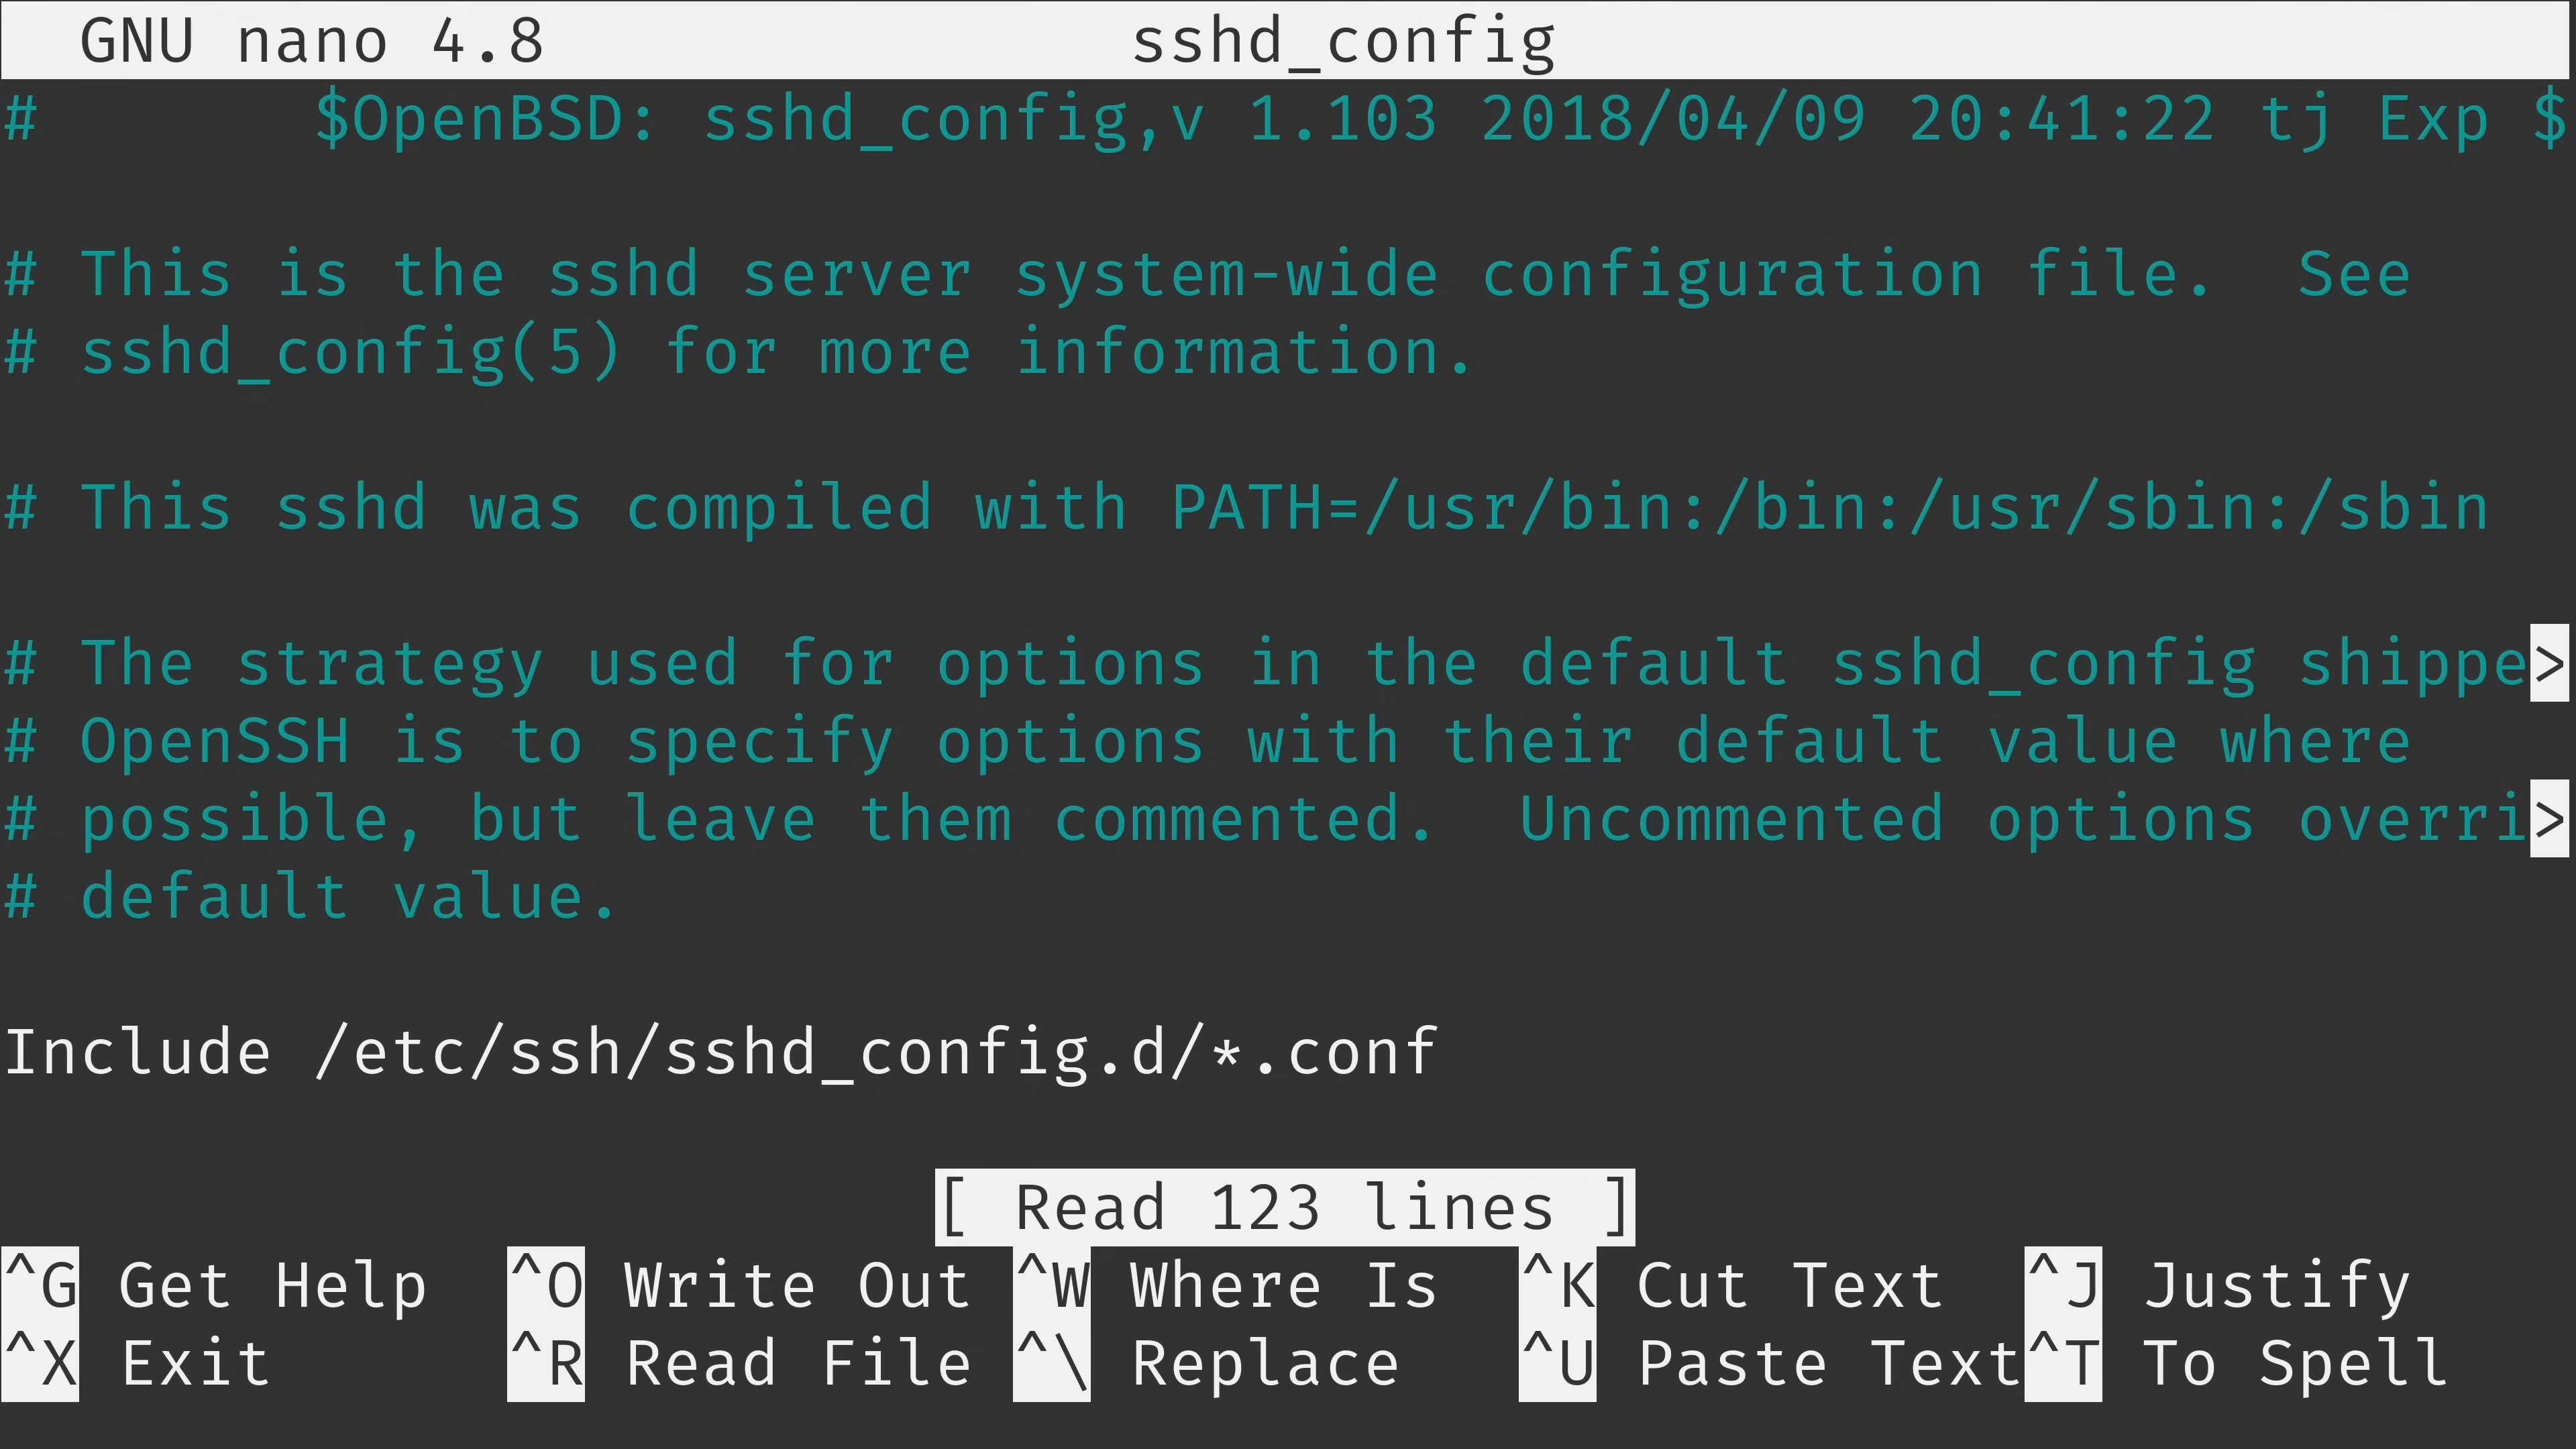 GNU nano 4.8 sshd_config
# $OpenBSD: sshd_config,v 1.103 2018/04/09 20:41:22 tj Exp $
# This is the sshd server system-wide configuration file.  See
# sshd_config(5) for more information.
# This sshd was compiled with PATH=/usr/bin:/bin:/usr/sbin:/sbin
# The strategy used for options in the default sshd_config shippe>
# OpenSSH is to specify options with their default value where
# possible, but leave them commented.  Uncommented options overri>
# default value.
Include /etc/ssh/sshd_config.d/*.conf
[ Read 123 lines ]
^G Get Help ^O Write Out ^W Where Is ^K Cut Text ^J Justify
^X Exit ^R Read File ^\ Replace ^U Paste Text ^T To Spell